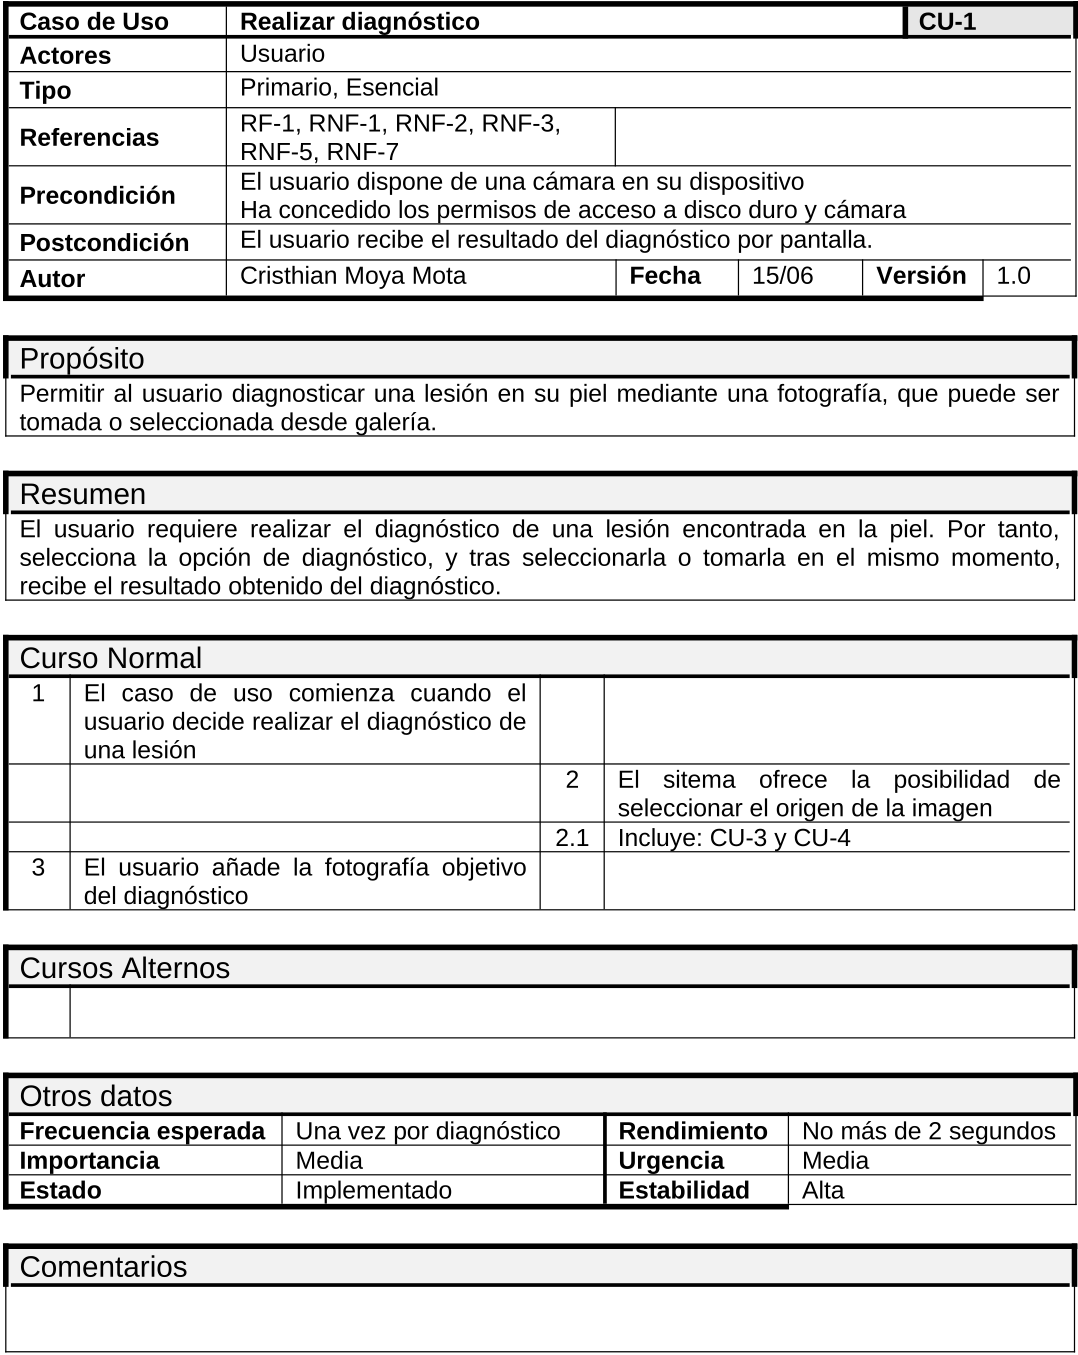 Caso de Uso Realizar diagnóstico CU-1
Actores Usuario
Tipo Primario, Esencial
Referencias RF-1, RNF-1, RNF-2, RNF-3,
RNF-5, RNF-7
Precondición El usuario dispone de una cámara en su dispositivo
Ha concedido los permisos de acceso a disco duro y cámara
Postcondición El usuario recibe el resultado del diagnóstico por pantalla.
Autor Cristhian Moya Mota Fecha 15/06 Versión 1.0
Propósito
Permitir al usuario diagnosticar una lesión en su piel mediante una fotografía, que puede ser
tomada o seleccionada desde galería.
Resumen
El usuario requiere realizar el diagnóstico de una lesión encontrada en la piel. Por tanto,
selecciona la opción de diagnóstico, y tras seleccionarla o tomarla en el mismo momento,
recibe el resultado obtenido del diagnóstico.
Curso Normal
1 El caso de uso comienza cuando el
usuario decide realizar el diagnóstico de
una lesión
2 El sitema ofrece la posibilidad de
seleccionar el origen de la imagen
2.1 Incluye: CU-3 y CU-4
3 El usuario añade la fotografía objetivo
del diagnóstico
Cursos Alternos
Otros datos
Frecuencia esperada Una vez por diagnóstico Rendimiento No más de 2 segundos
Importancia Media Urgencia Media
Estado Implementado Estabilidad Alta
Comentarios